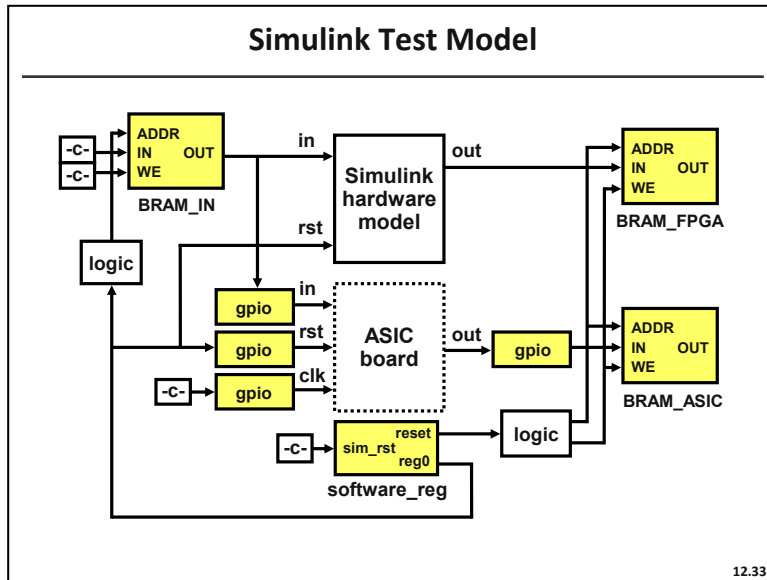 Simulink Test Model
-c-
-c-
ADDR
IN OUT
WE
BRAM_IN
logic
in
rst
Simulink
hardware
model
out
ADDR
IN OUT
WE
BRAM_FPGA
gpio
in
gpio
rst
-c-
gpio
clk
ASIC
board
out
gpio
ADDR
IN OUT
WE
BRAM_ASIC
-c-
reset
sim_rst
reg0
software_reg
logic
12.33